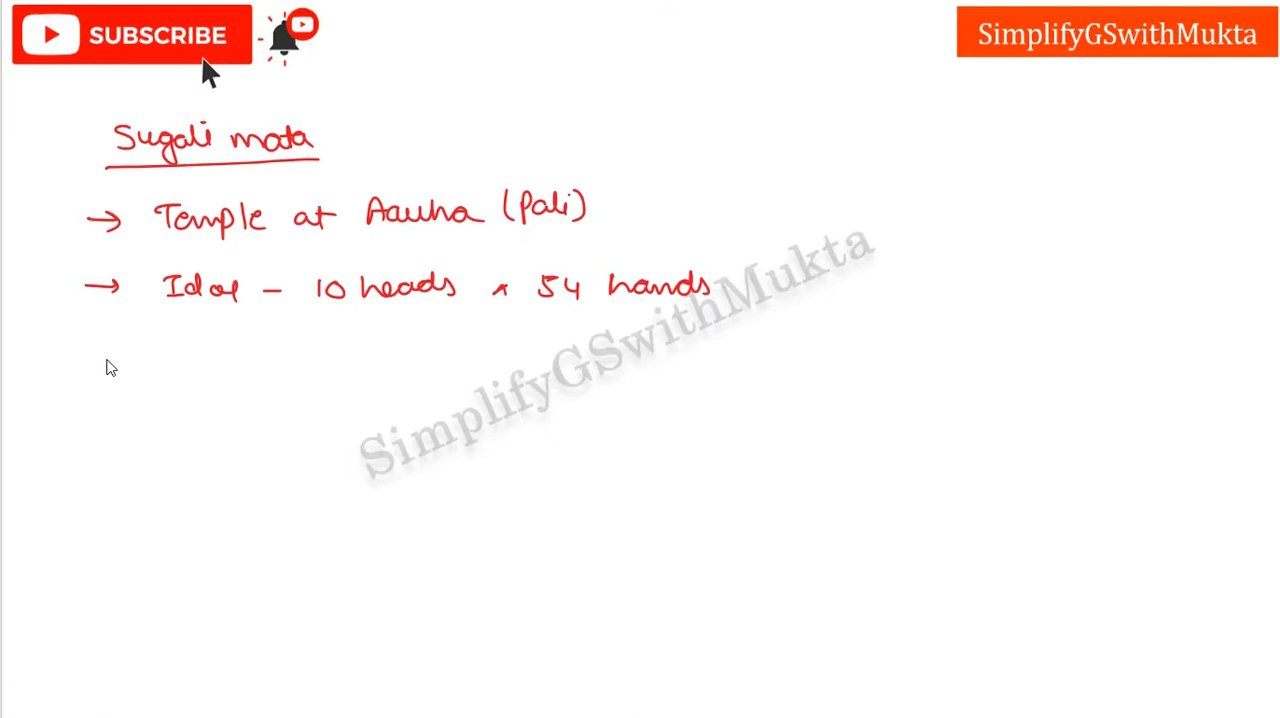 SUBSCRIBE
SimplifyGSwithMukta
Sugali mata
→ Temple at Aauha (Pali)
→ Idol - 10 heads & 54 hands
SimplifyGSwithMukta